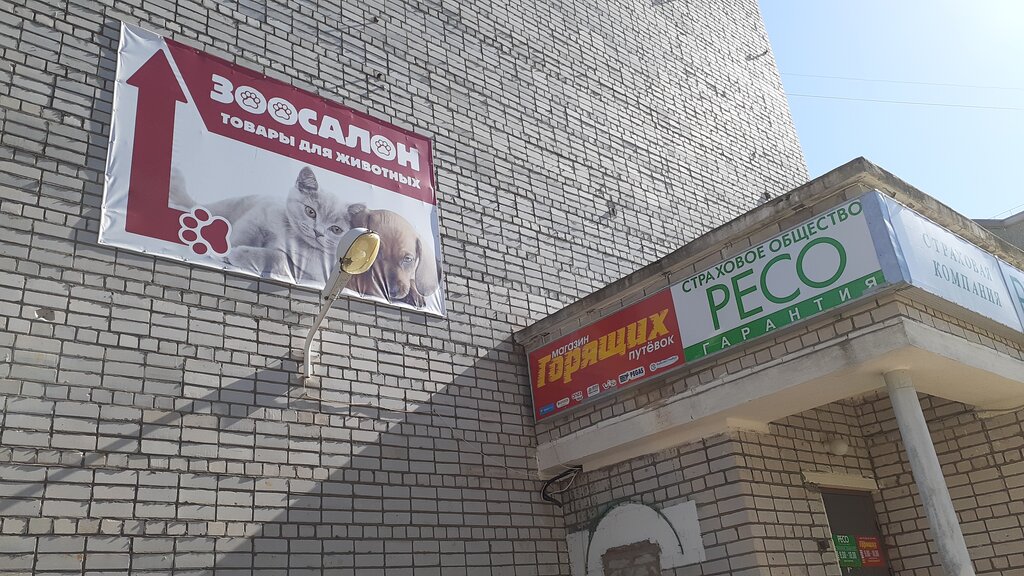 ЗООСАЛОН
ТОВАРЫ ДЛЯ ЖИВОТНЫХ
МАГАЗИН
ГОРЯЩИХ
ПУТЁВОК
СТРАХОВОЕ ОБЩЕСТВО
РЕСО
ГАРАНТИЯ
СТРАХОВАЯ
КОМПАНИЯ
Р
РЕСО